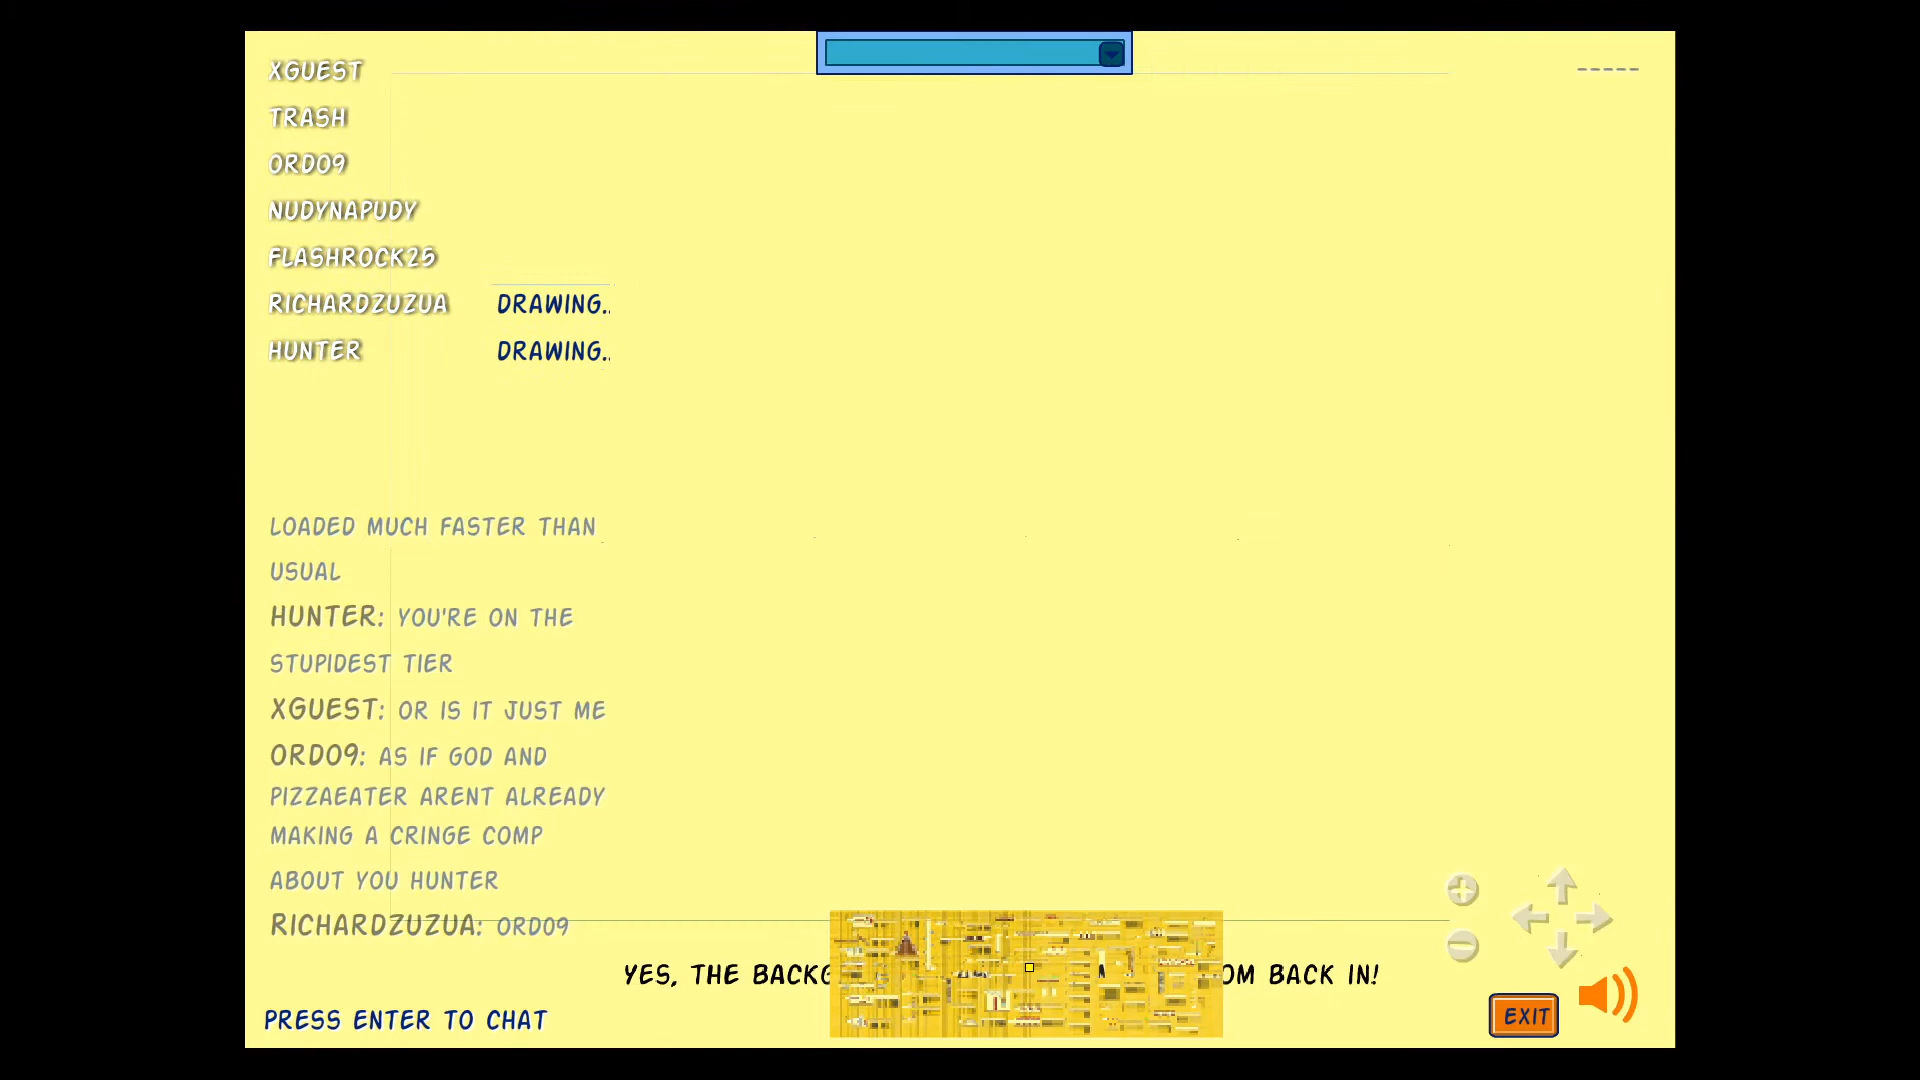 XGUEST
TRASH
ORD09
NUDYNAPUDY
FLASHROCK25
RICHARDZUZUA DRAWING..
HUNTER DRAWING..
LOADED MUCH FASTER THAN
USUAL
HUNTER: YOU'RE ON THE
STUPIDEST TIER
XGUEST: OR IS IT JUST ME
ORD09: AS IF GOD AND
PIZZAEATER ARENT ALREADY
MAKING A CRINGE COMP
ABOUT YOU HUNTER
RICHARDZUZUA: ORD09
YES, THE BACK BACK IN!
PRESS ENTER TO CHAT
EXIT